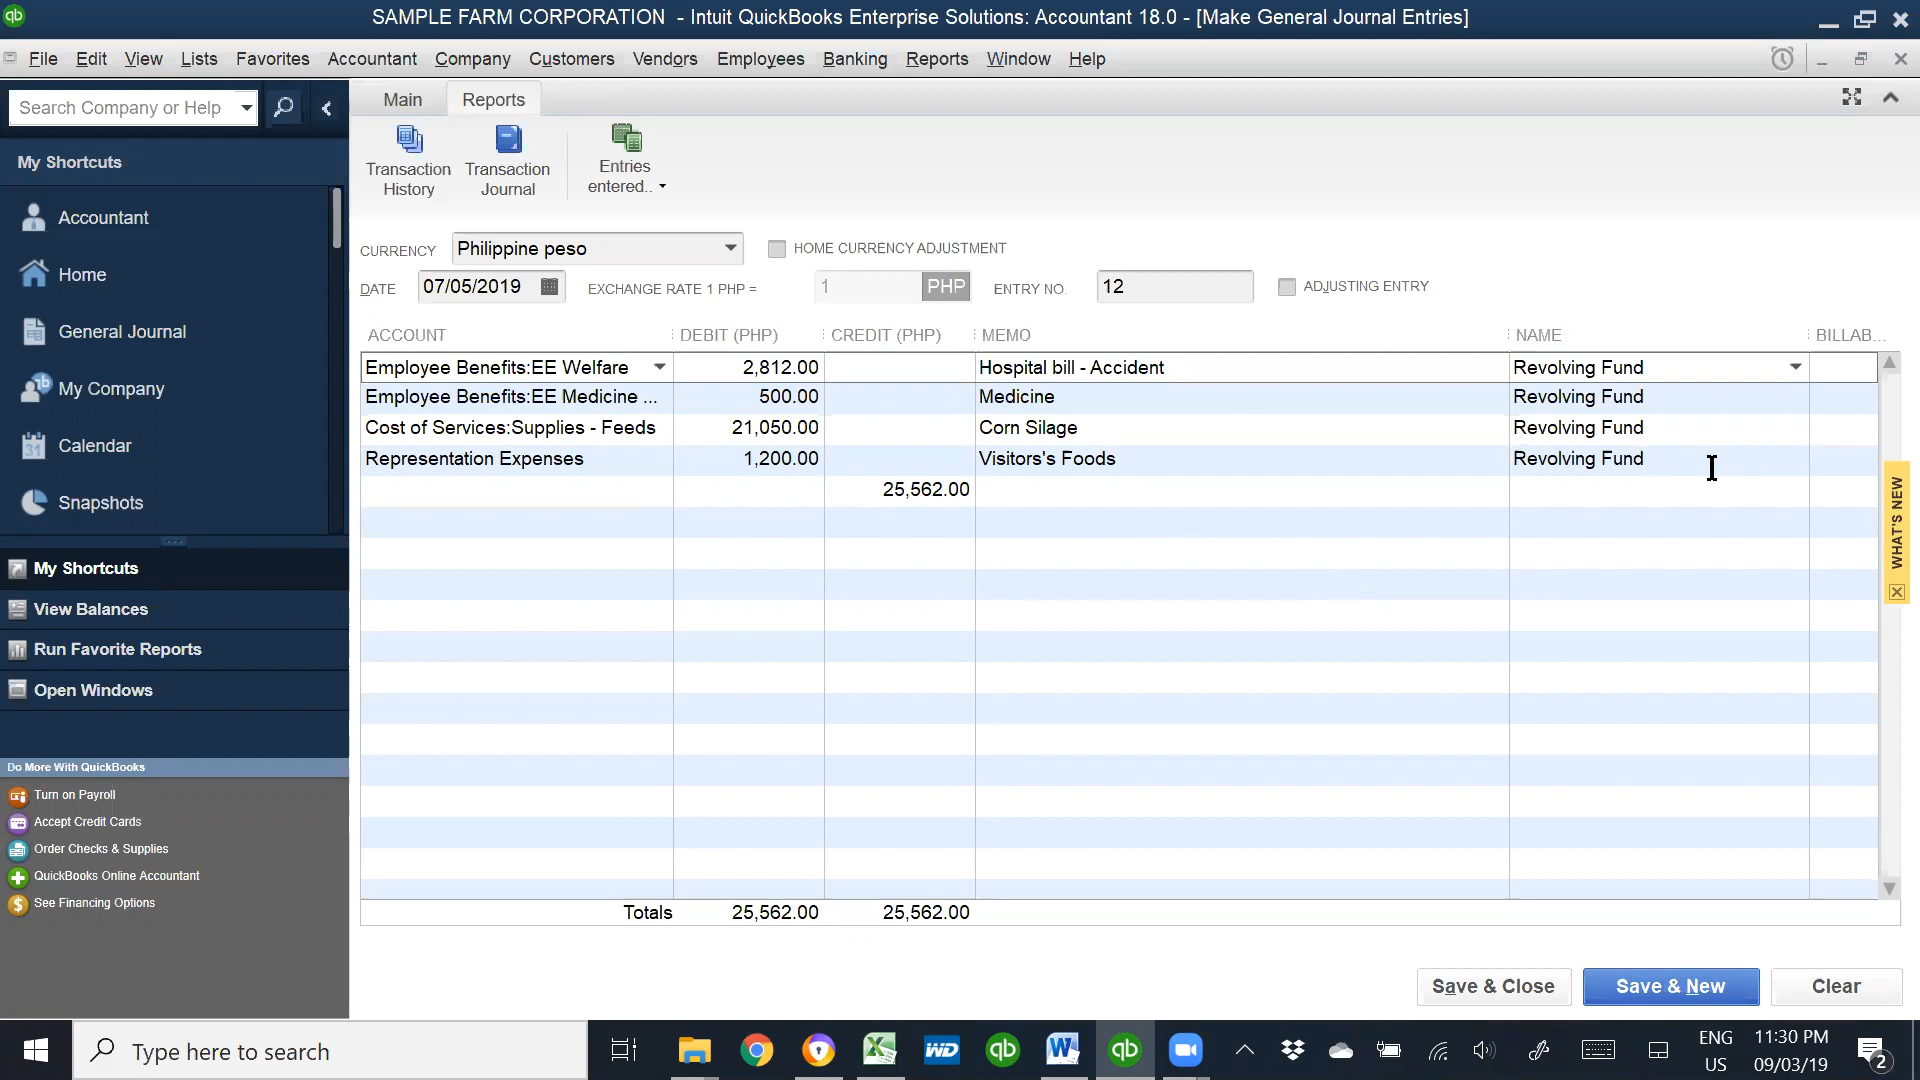 SAMPLE FARM CORPORATION - Intuit QuickBooks Enterprise Solutions: Accountant 18.0 - [Make General Journal Entries]
File Edit View Lists Favorites Accountant Company Customers Vendors Employees Banking Reports Window Help
Search Company or Help
Main Reports
My Shortcuts
Transaction History
Transaction Journal
Entries entered..
Accountant
Home
General Journal
My Company
Calendar
Snapshots
My Shortcuts
View Balances
Run Favorite Reports
Open Windows
Do More With QuickBooks
Turn on Payroll
Accept Credit Cards
Order Checks & Supplies
QuickBooks Online Accountant
See Financing Options
CURRENCY Philippine peso HOME CURRENCY ADJUSTMENT
DATE 07/05/2019 EXCHANGE RATE 1 PHP = 1 PHP ENTRY NO. 12 ADJUSTING ENTRY
ACCOUNT DEBIT (PHP) CREDIT (PHP) MEMO NAME BILLAB...
Employee Benefits:EE Welfare 2,812.00 Hospital bill - Accident Revolving Fund
Employee Benefits:EE Medicine ... 500.00 Medicine Revolving Fund
Cost of Services:Supplies - Feeds 21,050.00 Corn Silage Revolving Fund
Representation Expenses 1,200.00 Visitors's Foods Revolving Fund
25,562.00
Totals 25,562.00 25,562.00
WHAT'S NEW
Save & Close Save & New Clear
Type here to search
WD
qb
W
qb
ENG
US
11:30 PM
09/03/19
2